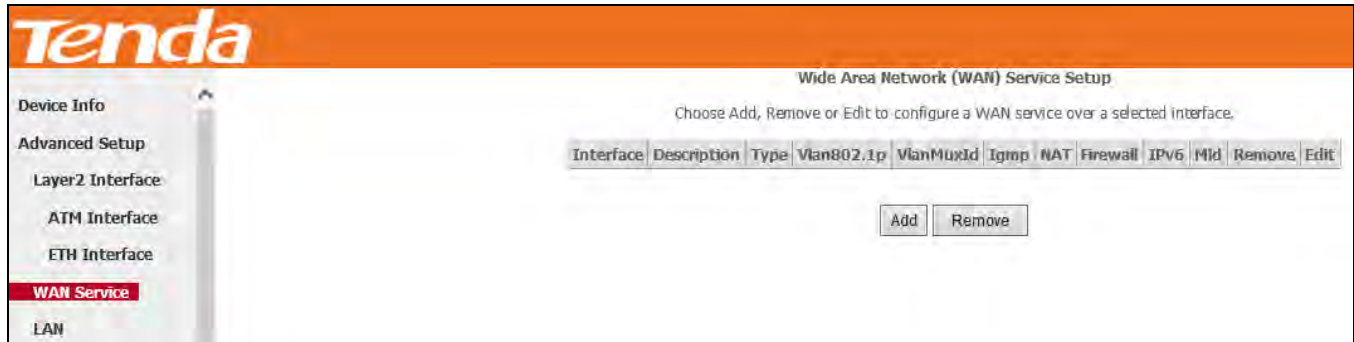 Tenda
Device Info
Advanced Setup
Layer2 Interface
ATM Interface
ETH Interface
WAN Service
LAN
Wide Area Network (WAN) Service Setup
Choose Add, Remove or Edit to configure a WAN service over a selected interface.
Interface Description Type Vlan802.1p VlanMuxId Igmp NAT Firewall IPv6 Mld Remove Edit
Add Remove